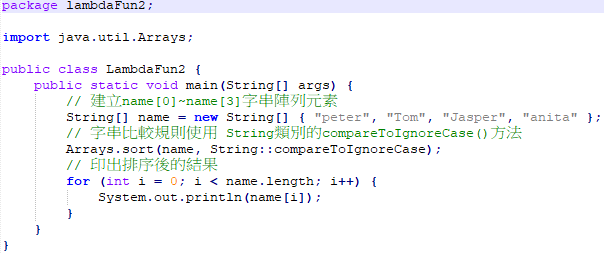 package lambdaFun2;
import java.util.Arrays;
public class LambdaFun2 {
public static void main(String[] args) {
// 建立name[0]~name[3]字串陣列元素
String[] name = new String[] { "peter", "Tom", "Jasper", "anita" };
// 字串比較規則使用 String類別的compareToIgnoreCase()方法
Arrays.sort(name, String::compareToIgnoreCase);
// 印出排序後的結果
for (int i = 0; i < name.length; i++) {
System.out.println(name[i]);
}
}
}